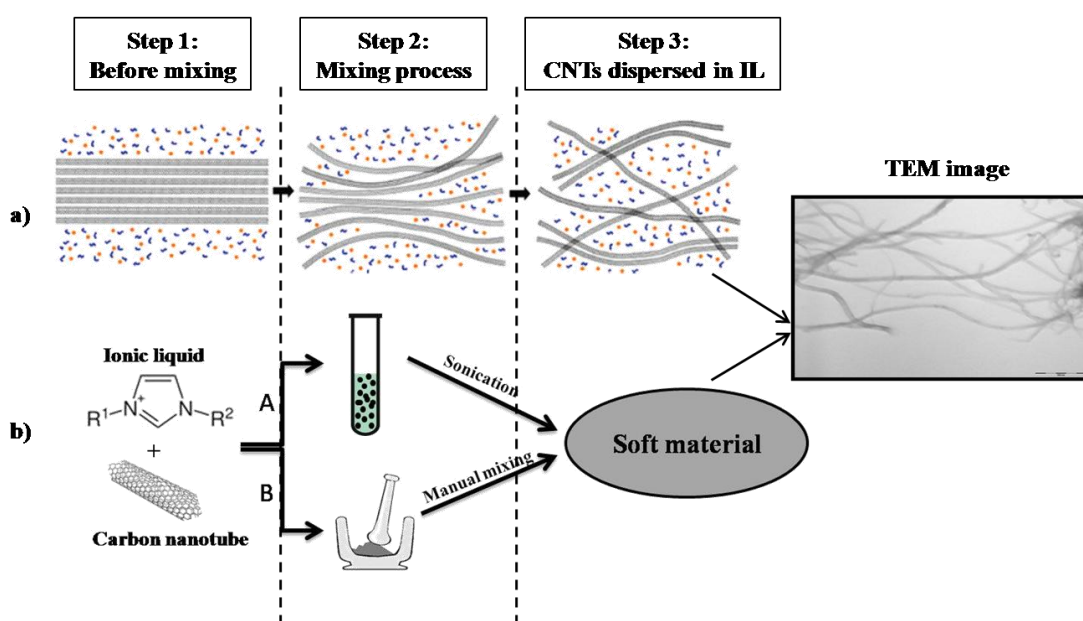 Step 1:
Before mixing
Step 2:
Mixing process
Step 3:
CNTs dispersed in IL
TEM image
a)
Ionic liquid
R¹
N
+
N
R²
b)
+
Carbon nanotube
A
B
Sonication
Manual mixing
Soft material